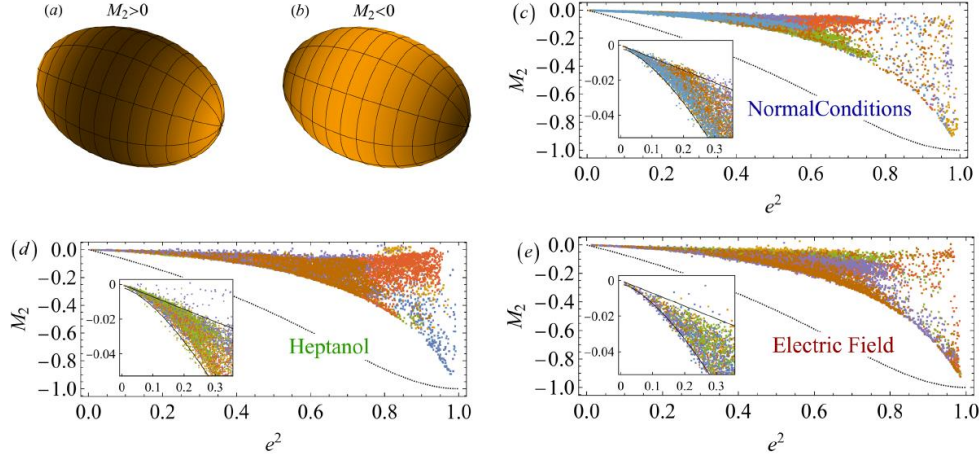 (a) M₂>0
(b) M₂<0
(c)
M₂
0.0
−0.2
−0.4
−0.6
−0.8
−1.0
0
−0.02
−0.04
0.1 0.2 0.3
NormalConditions
0.0 0.2 0.4 0.6 0.8 1.0
e²
(d)
M₂
0.0
−0.2
−0.4
−0.6
−0.8
−1.0
0
−0.02
−0.04
0 0.1 0.2 0.3
Heptanol
0.0 0.2 0.4 0.6 0.8 1.0
e²
(e)
M₂
0.0
−0.2
−0.4
−0.6
−0.8
−1.0
0
−0.02
−0.04
0 0.1 0.2 0.3
Electric Field
0.0 0.2 0.4 0.6 0.8 1.0
e²